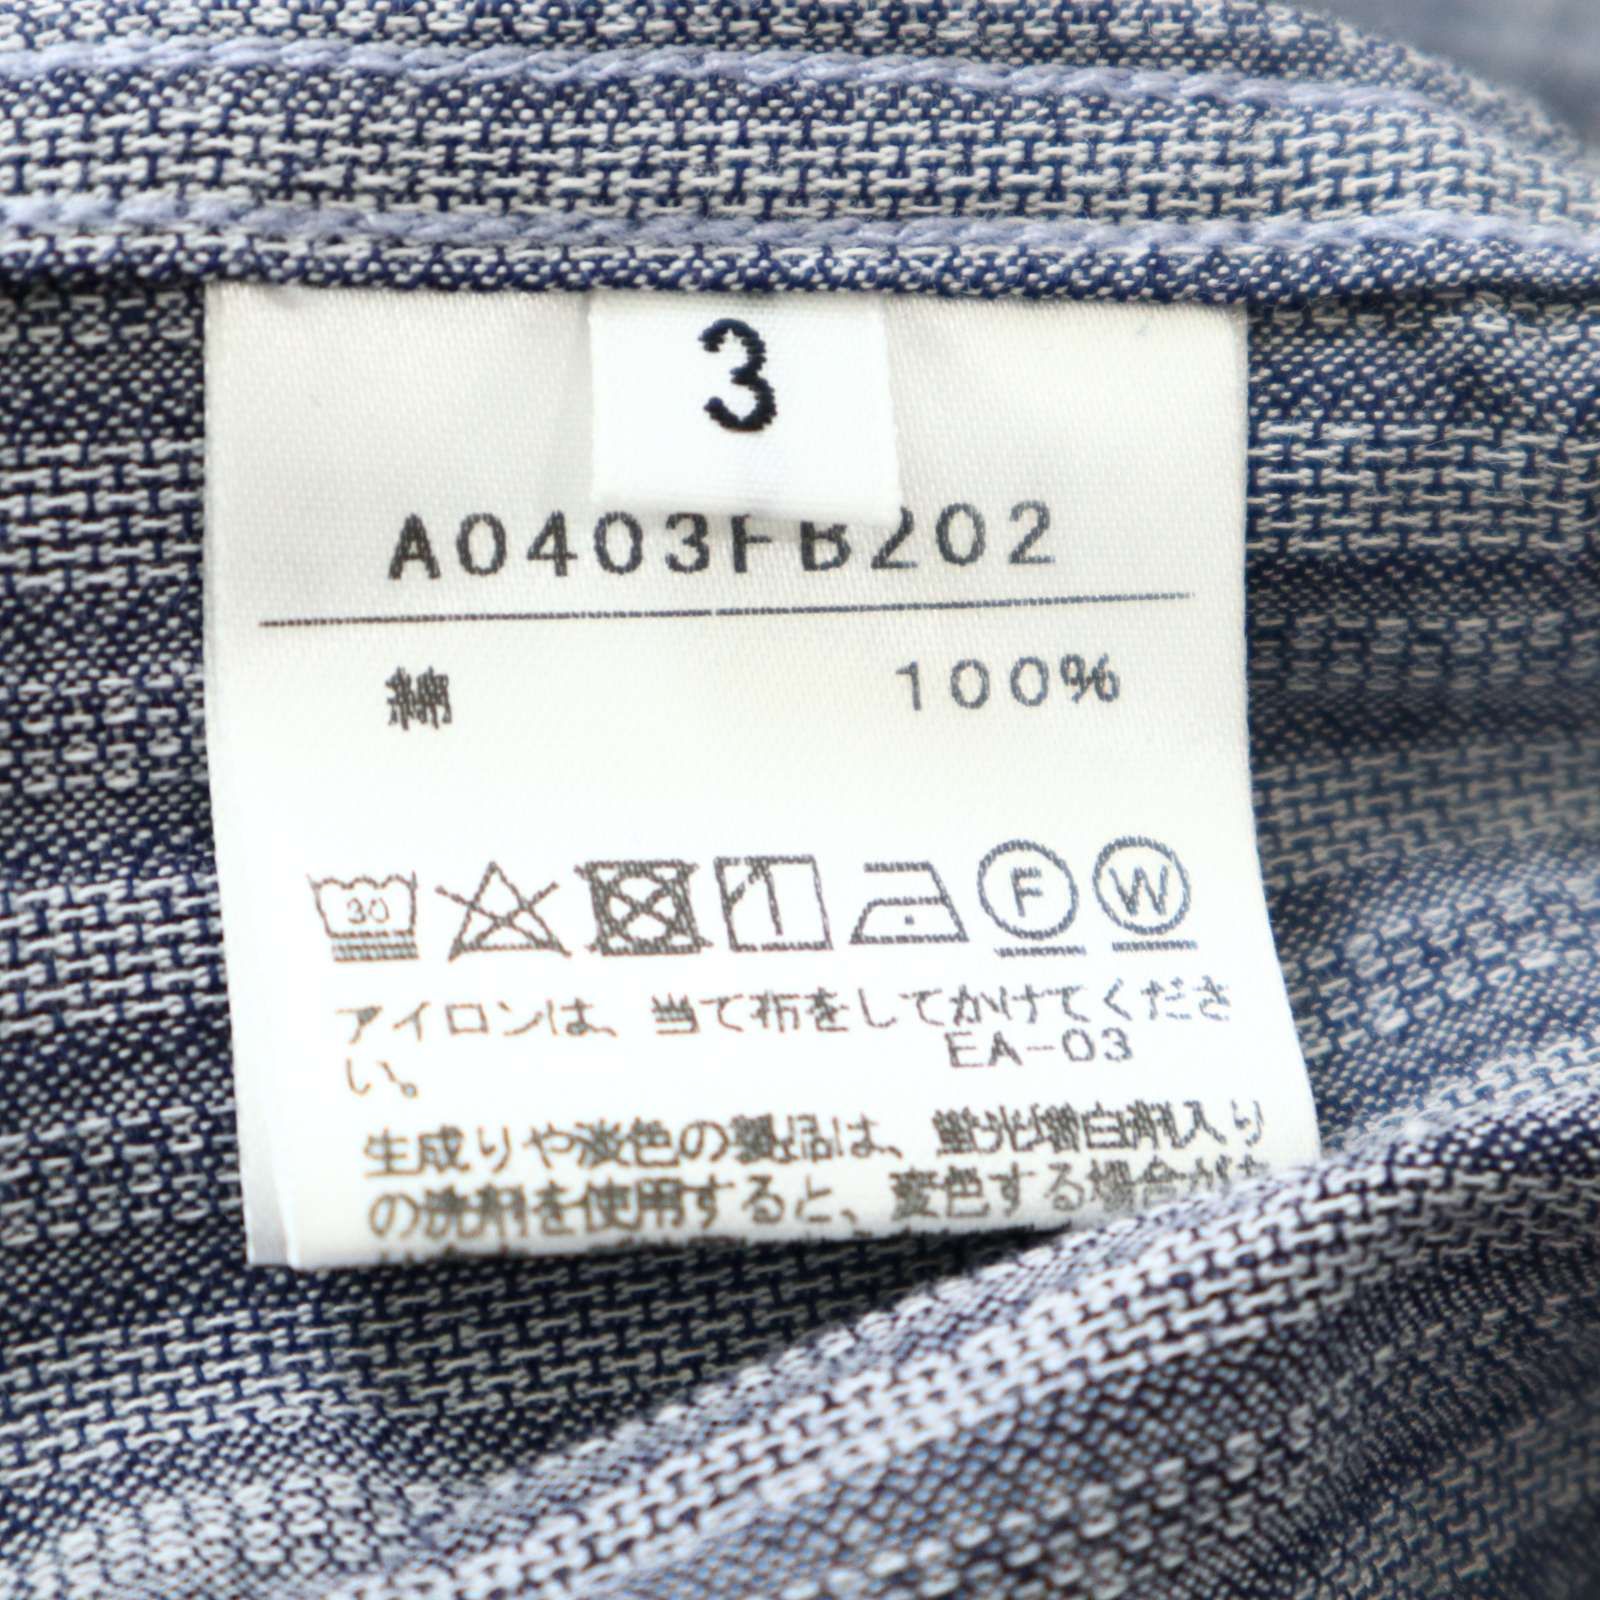 3
A0403FB202
綿 100%
30 F W
アイロンは、当て布をしてかけてくださ
い。
EA-03
生成りや淡色の製品は、蛍光増白剤入り
の洗剤を使用すると、変色する場合があ